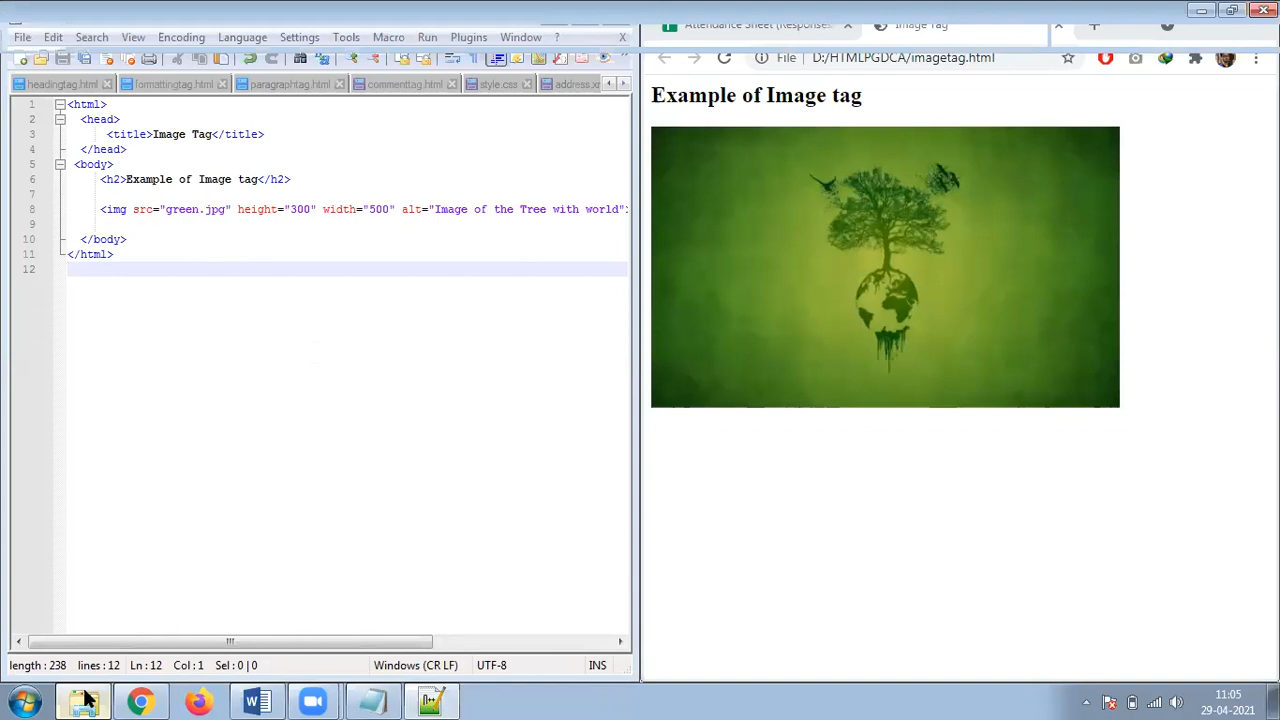 File Edit Search View Encoding Language Settings Tools Macro Run Plugins Window ? X
Attendance Sheet (Response
Image Tag
File D:/HTMLPGDCA/imagetag.html
headingtag.html formattingtag.html paragraphtag.html commenttag.html style.css address.xr
1 <html>
2 <head>
3 <title>Image Tag</title>
4 </head>
5 <body>
6 <h2>Example of Image tag</h2>
7
8 <img src="green.jpg" height="300" width="500" alt="Image of the Tree with world">
9
10 </body>
11 </html>
12
Example of Image tag
length : 238 lines : 12 Ln : 12 Col : 1 Sel : 0 | 0 Windows (CR LF) UTF-8 INS
11:05
29-04-2021